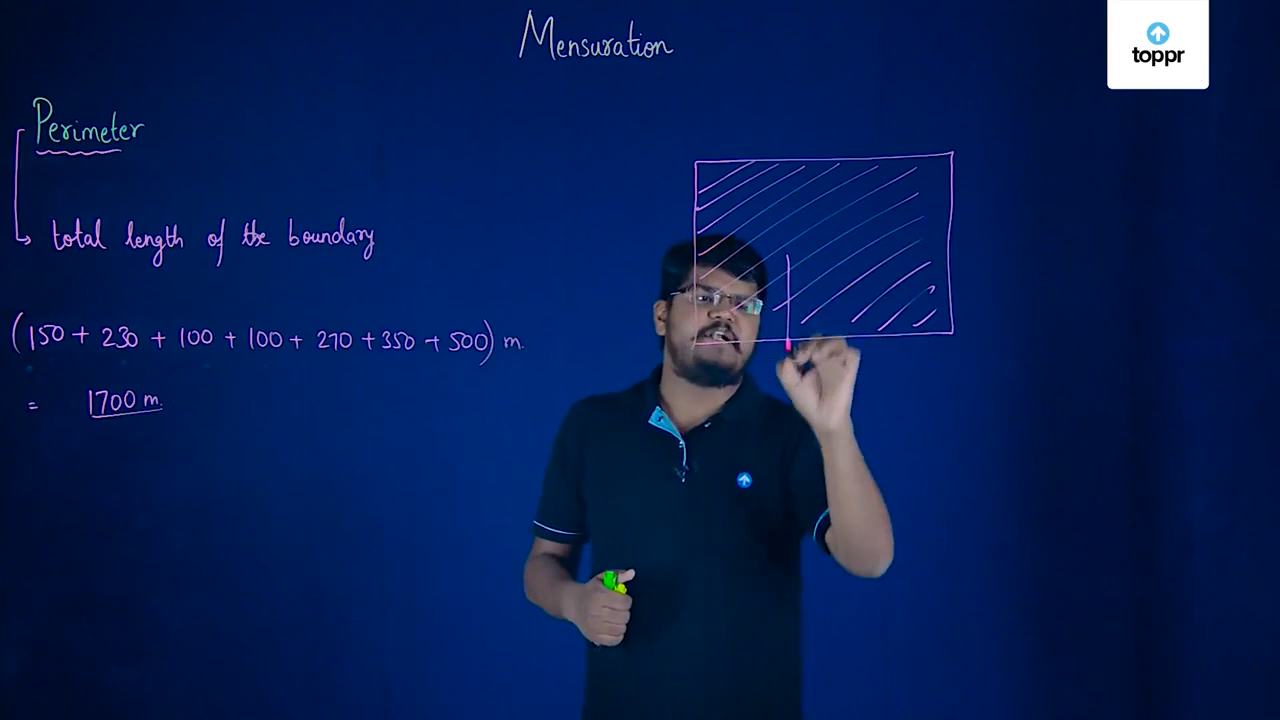 Mensuration
toppr
Perimeter
total length of the boundary
(150 + 230 + 100 + 100 + 270 + 350 + 500) m.
= 1700 m.